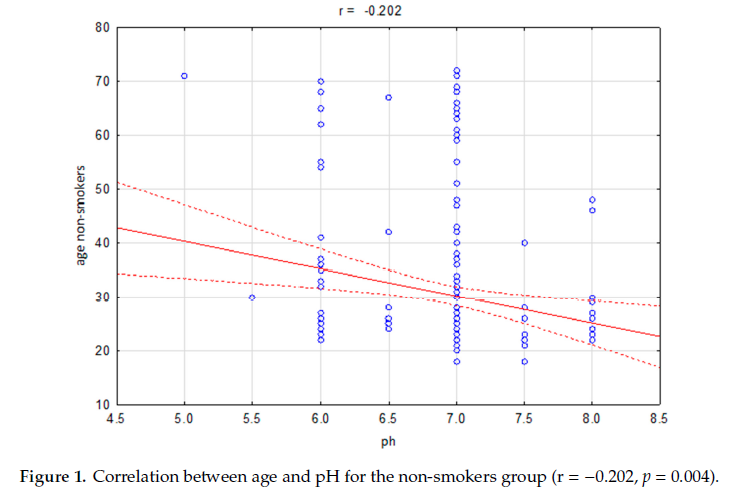 r = -0.202
80
70
60
50
40
30
20
10
age non-smokers
4.5 5.0 5.5 6.0 6.5 7.0 7.5 8.0 8.5
ph
Figure 1. Correlation between age and pH for the non-smokers group (r = −0.202, p = 0.004).